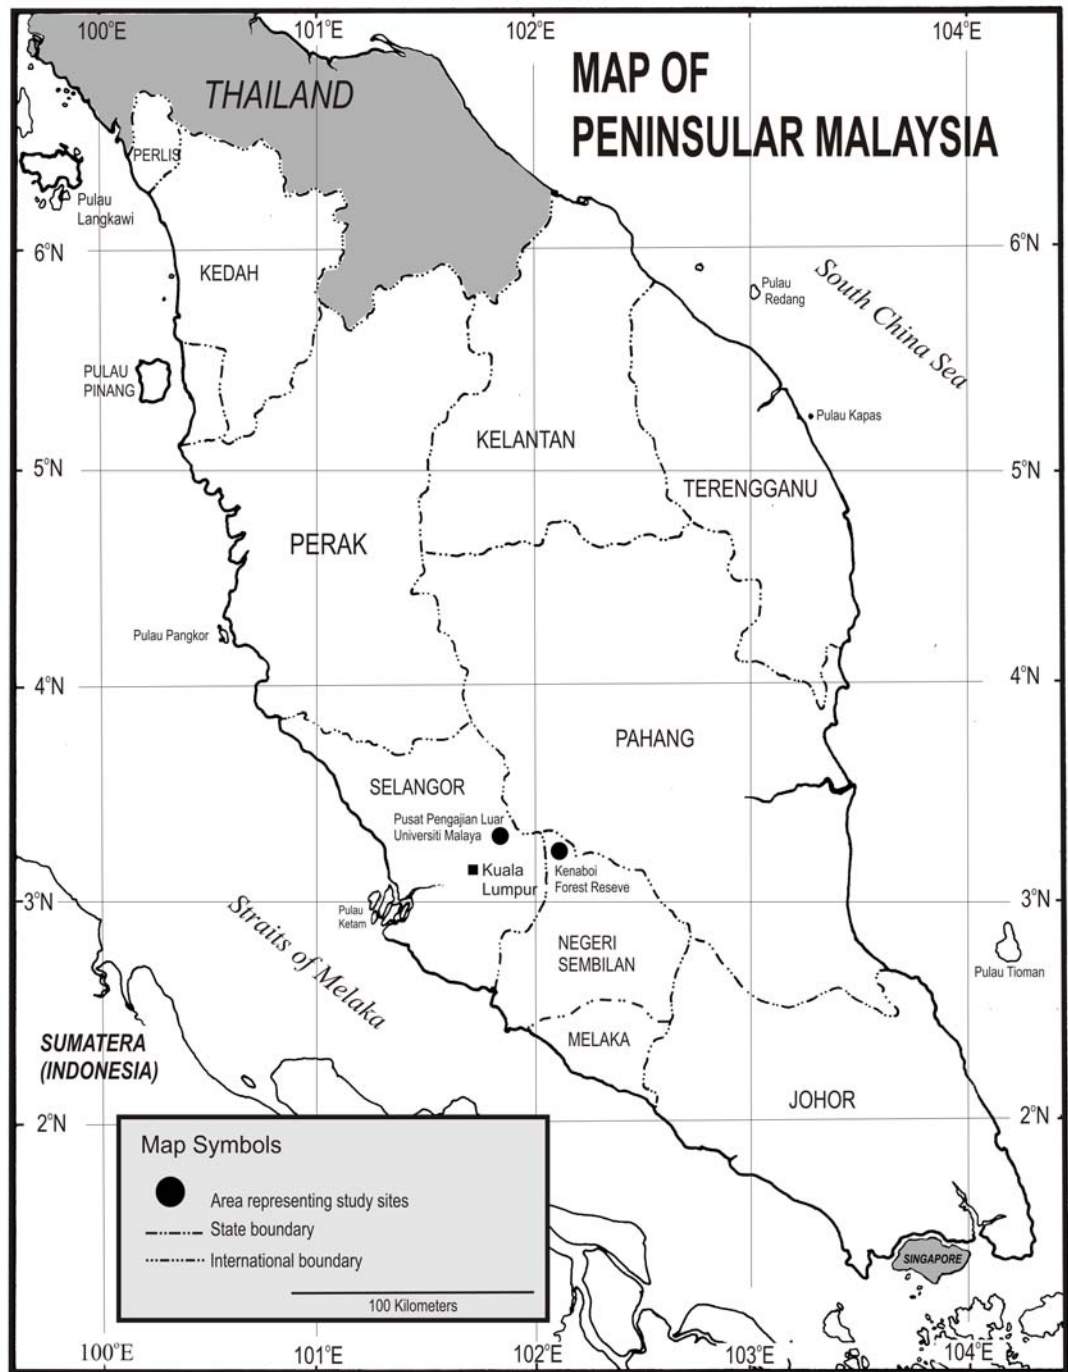 100°E
101°E
102°E
104°E
MAP OF
PENINSULAR MALAYSIA
THAILAND
PERLIS
Pulau
Langkawi
6°N
KEDAH
6°N
Pulau
Redang
South China Sea
PULAU
PINANG
Pulau Kapas
KELANTAN
5°N
5°N
TERENGGANU
PERAK
Pulau Pangkor
4°N
4°N
PAHANG
SELANGOR
Pusat Pengajian Luar
Universiti Malaya
Kuala
Lumpur
Kenaboi
Forest Reseve
3°N
3°N
Pulau
Ketam
Straits of Melaka
NEGERI
SEMBILAN
Pulau Tioman
MELAKA
SUMATERA
(INDONESIA)
JOHOR
2°N
2°N
Map Symbols
Area representing study sites
State boundary
International boundary
100 Kilometers
SINGAPORE
100°E
101°E
102°E
103°E
104°E